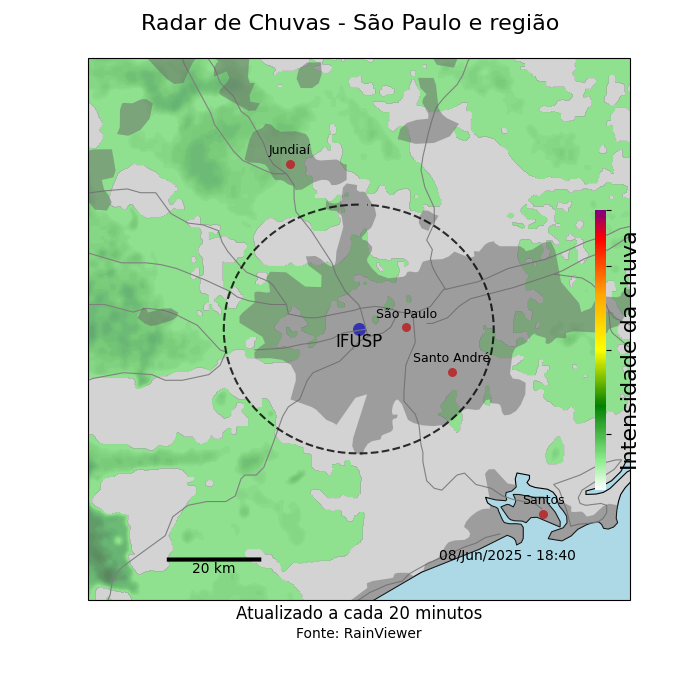 Radar de Chuvas - São Paulo e região
Jundiaí
São Paulo
IFUSP
Santo André
Intensidade da chuva
Santos
08/Jun/2025 - 18:40
20 km
Atualizado a cada 20 minutos
Fonte: RainViewer